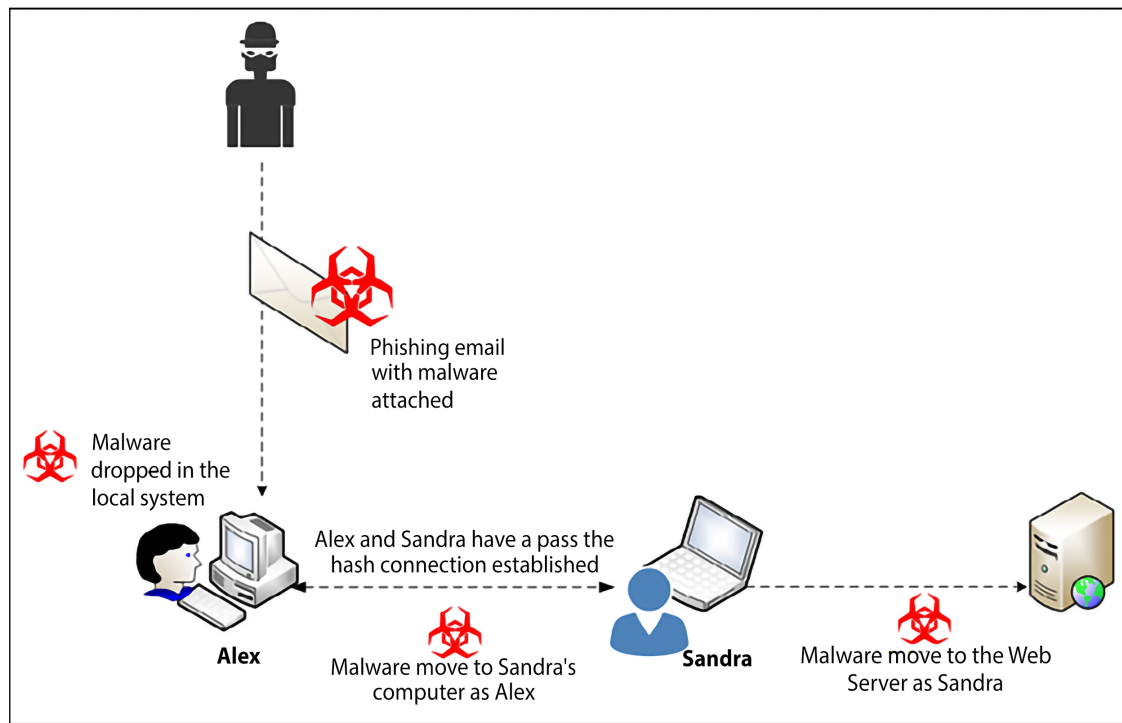 Phishing email
with malware
attached
Malware
dropped in the
local system
Alex and Sandra have a pass the
hash connection established
Alex
Malware move to Sandra's
computer as Alex
Sandra
Malware move to the Web
Server as Sandra